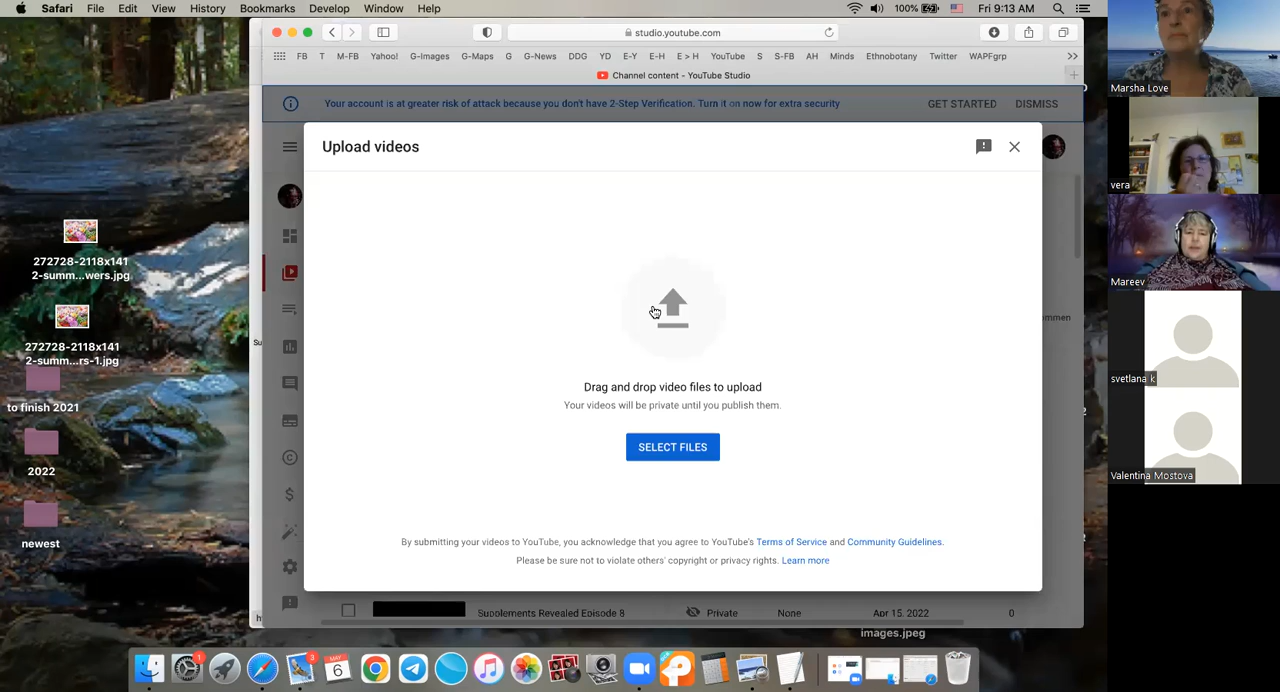 Safari File Edit View History Bookmarks Develop Window Help
100% Fri 9:13 AM
studio.youtube.com
FB T M-FB Yahoo! G-Images G-Maps G G-News DDG YD E-Y E-H E > H YouTube S S-FB AH Minds Ethnobotany Twitter WAPFgrp
Channel content - YouTube Studio
Your account is at greater risk of attack because you don't have 2-Step Verification. Turn it on now for extra security
GET STARTED DISMISS
Upload videos
Drag and drop video files to upload
Your videos will be private until you publish them.
SELECT FILES
By submitting your videos to YouTube, you acknowledge that you agree to YouTube's Terms of Service and Community Guidelines.
Please be sure not to violate others' copyright or privacy rights. Learn more
Supplements Revealed Episode 8 Private None Apr 15, 2022 0
images.jpeg
272728-2118x141
2-summ...wers.jpg
272728-2118x141
2-summ...rs-1.jpg
to finish 2021
2022
newest
Marsha Love
vera
Mareev
svetlana k
Valentina Mostova
1
3
MAY
6